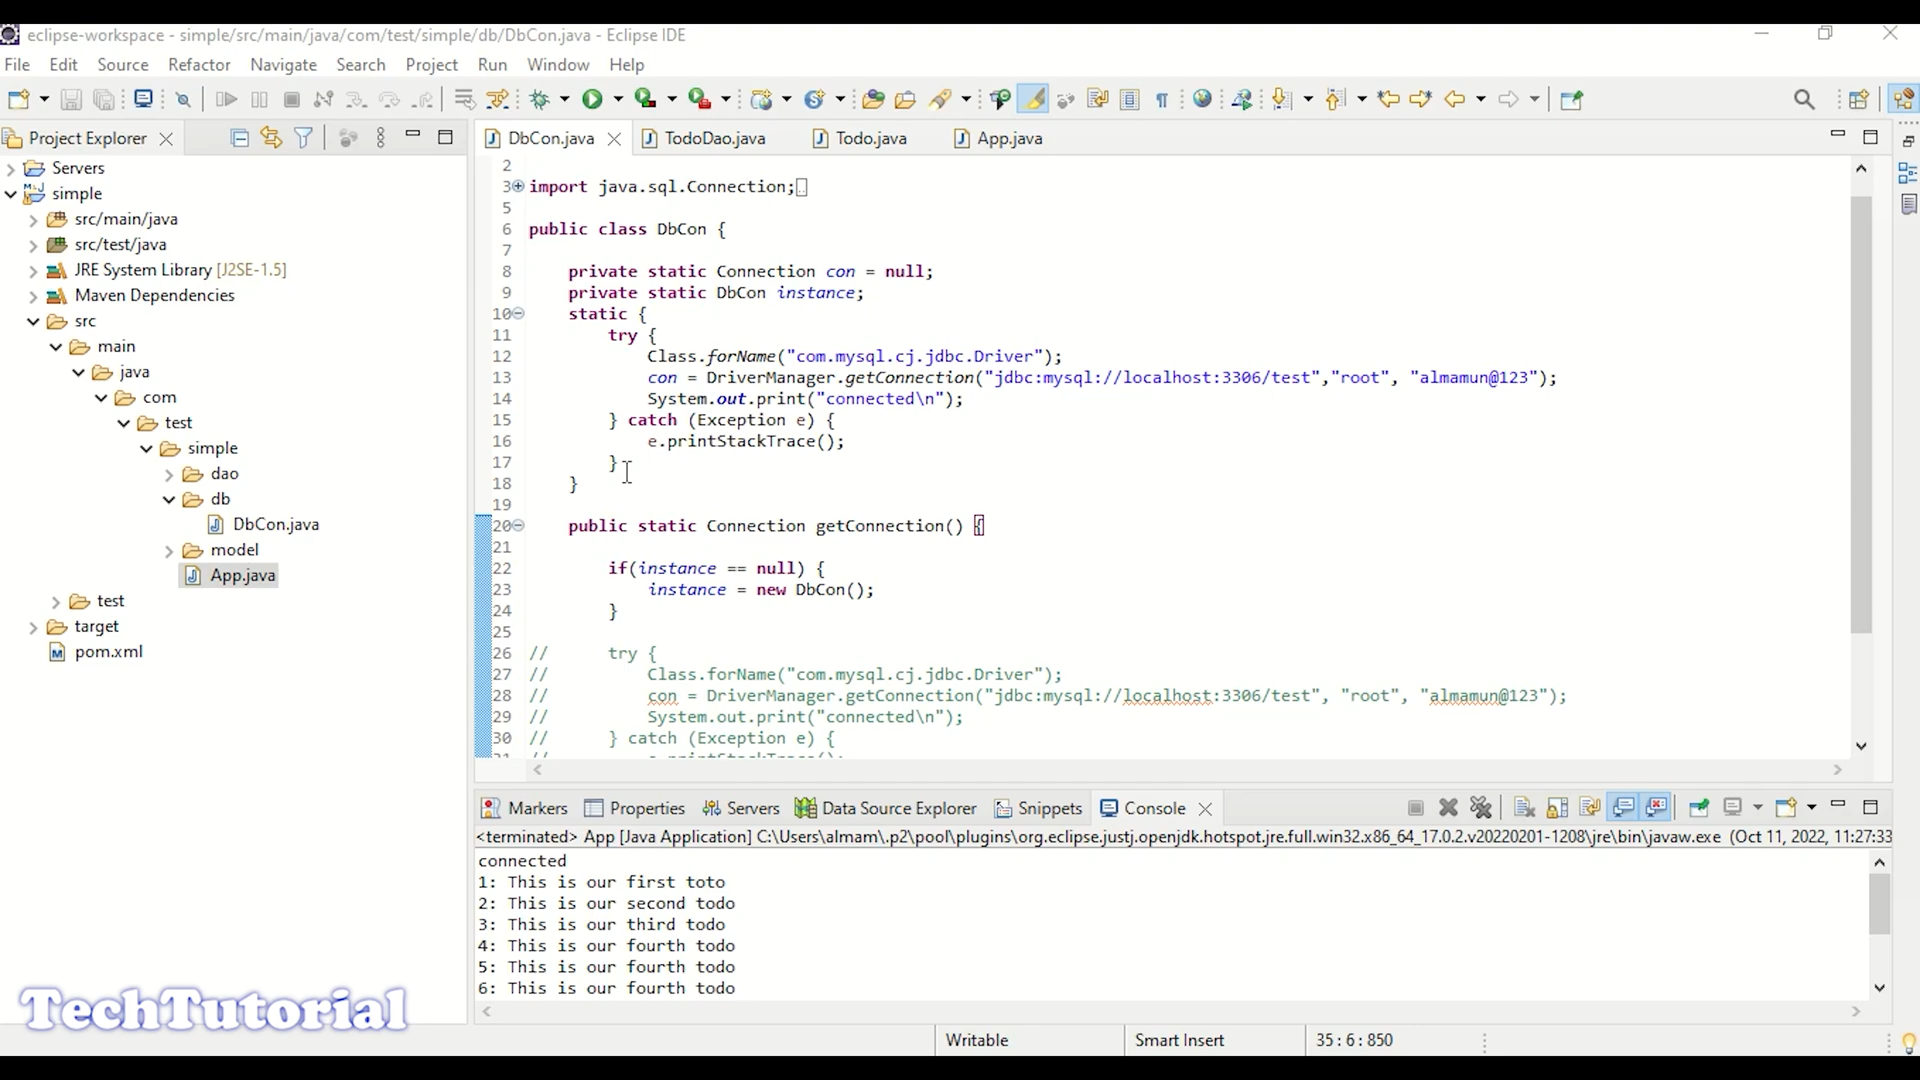 eclipse-workspace - simple/src/main/java/com/test/simple/db/DbCon.java - Eclipse IDE
File Edit Source Refactor Navigate Search Project Run Window Help
Project Explorer
Servers
simple
src/main/java
src/test/java
JRE System Library [J2SE-1.5]
Maven Dependencies
src
main
java
com
test
simple
dao
db
DbCon.java
model
App.java
test
target
pom.xml
DbCon.java TodoDao.java Todo.java App.java
2
3 import java.sql.Connection;
5
6 public class DbCon {
7
8 private static Connection con = null;
9 private static DbCon instance;
10 static {
11 try {
12 Class.forName("com.mysql.cj.jdbc.Driver");
13 con = DriverManager.getConnection("jdbc:mysql://localhost:3306/test","root", "almamun@123");
14 System.out.print("connected\n");
15 } catch (Exception e) {
16 e.printStackTrace();
17 }
18 }
19
20 public static Connection getConnection() {
21
22 if(instance == null) {
23 instance = new DbCon();
24 }
25
26 // try {
27 // Class.forName("com.mysql.cj.jdbc.Driver");
28 // con = DriverManager.getConnection("jdbc:mysql://localhost:3306/test", "root", "almamun@123");
29 // System.out.print("connected\n");
30 // } catch (Exception e) {
Markers Properties Servers Data Source Explorer Snippets Console
<terminated> App [Java Application] C:\Users\almam\.p2\pool\plugins\org.eclipse.justj.openjdk.hotspot.jre.full.win32.x86_64_17.0.2.v20220201-1208\jre\bin\javaw.exe (Oct 11, 2022, 11:27:33
connected
1: This is our first toto
2: This is our second todo
3: This is our third todo
4: This is our fourth todo
5: This is our fourth todo
6: This is our fourth todo
TechTutorial
Writable Smart Insert 35 : 6 : 850